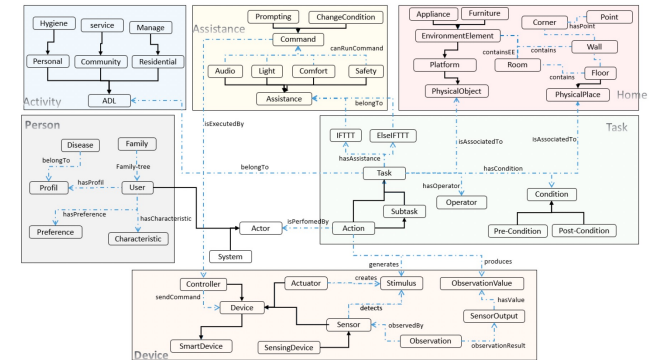 Hygiene
service
Manage
Personal
Community
Residential
ADL
Activity
Assistance
Prompting
ChangeCondition
Command
canRunCommand
Audio
Light
Comfort
Safety
Assistance
belongTo
isExecutedBy
Appliance
Furniture
Corner
Point
hasPoint
EnvironmentElement
Wall
containsEE
contains
Platform
Room
Floor
contains
PhysicalObject
PhysicalPlace
Home
Person
Disease
Family
belongTo
Family-tree
Profil
hasProfil
User
hasPreference
hasCharacteristic
Preference
Characteristic
belongTo
Actor
System
isPerfomedBy
Task
IFTTT
ElseIFTTT
isAssociatedTo
isAssociatedTo
hasAssistance
Task
hasCondition
hasOperator
Condition
Subtask
Operator
Action
Pre-Condition
Post-Condition
generates
produces
Controller
Actuator
creates
Stimulus
ObservationValue
sendCommand
Device
detects
hasValue
Sensor
observedBy
SensorOutput
SmartDevice
SensingDevice
Observation
observationResult
Device